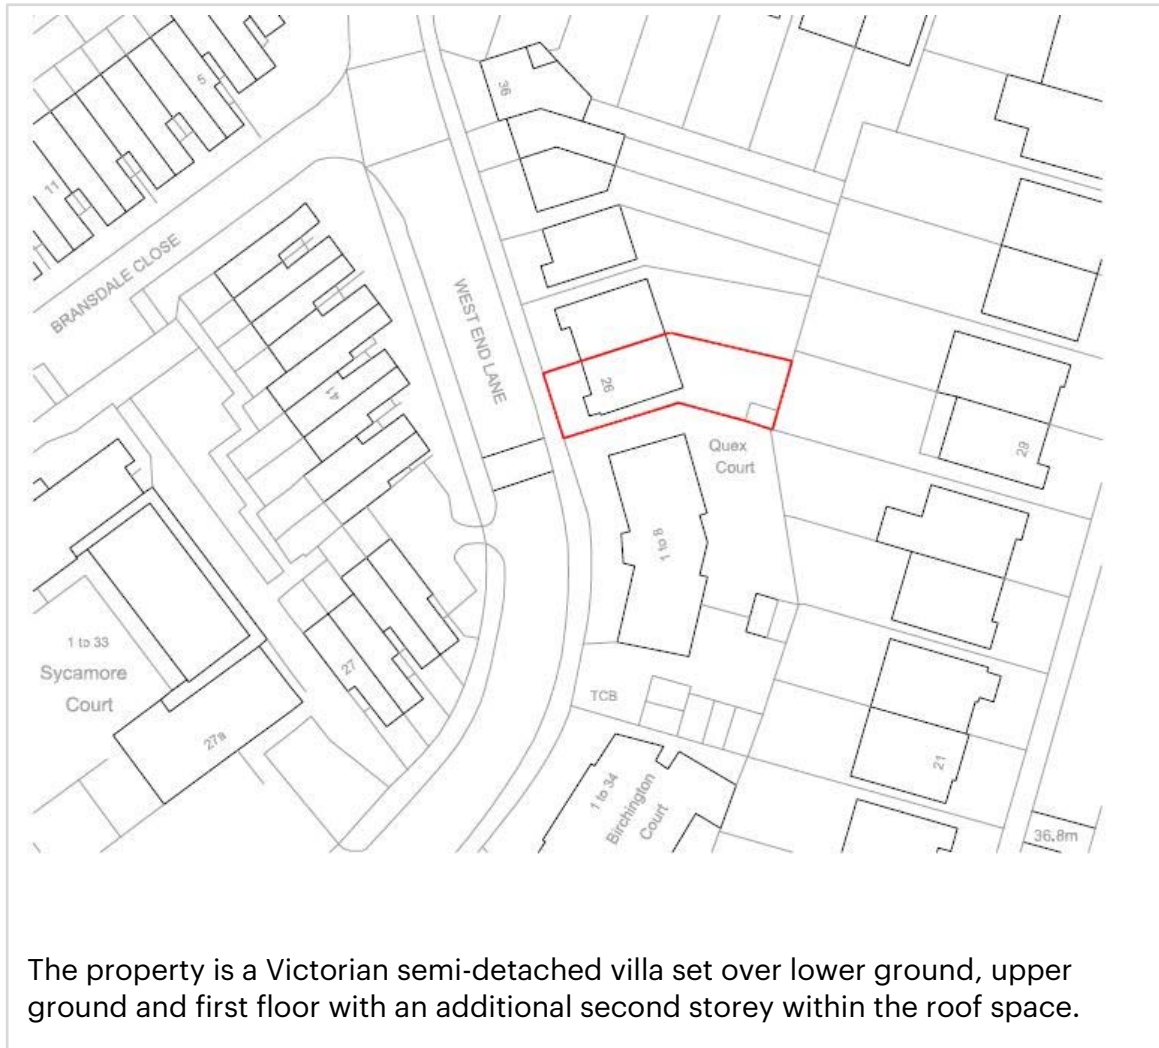 36
5
11
BRANSDALE CLOSE
WEST END LANE
41
26
Quex
Court
29
1 to 8
1 to 33
Sycamore
Court
27
TCB
27a
21
1 to 34
Birchington
Court
36.8m
The property is a Victorian semi-detached villa set over lower ground, upper
ground and first floor with an additional second storey within the roof space.